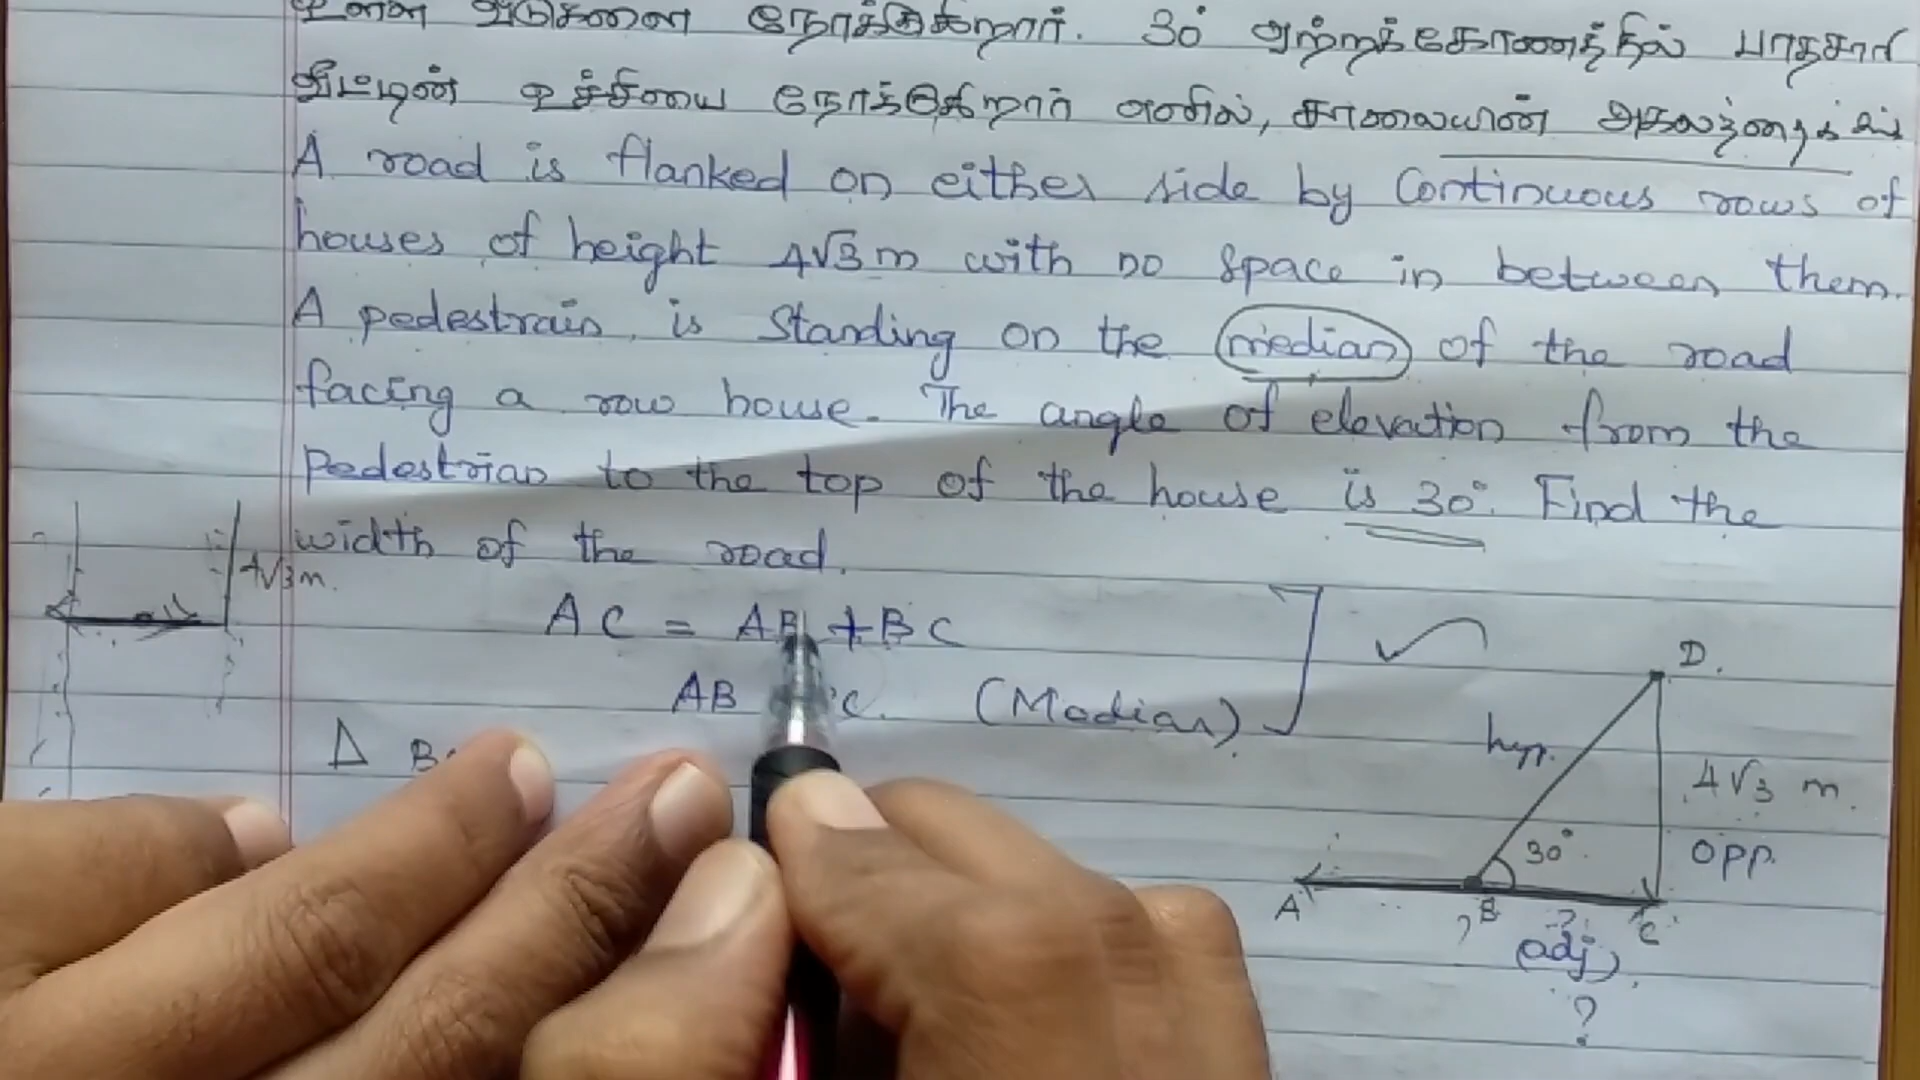 உள்ள வீடுகளை நோக்குகிறார். 30° ஏற்றக்கோணத்தில் பாதசாரி
வீட்டின் உச்சியை நோக்குகிறார் எனில், சாலையின் அகலத்தைக்
A road is flanked on either side by Continuous rows of
houses of height 4√3 m with no space in between them.
A pedestrain is Standing on the median of the road
facing a row house. The angle of elevation from the
Pedestrian to the top of the house is 30°. Find the
width of the road.
4√3 m.
AC = AB + BC
AB
(Median)
Δ
D.
hyp.
4√3 m.
30°
opp.
A
? B
?
C
(adj)
?